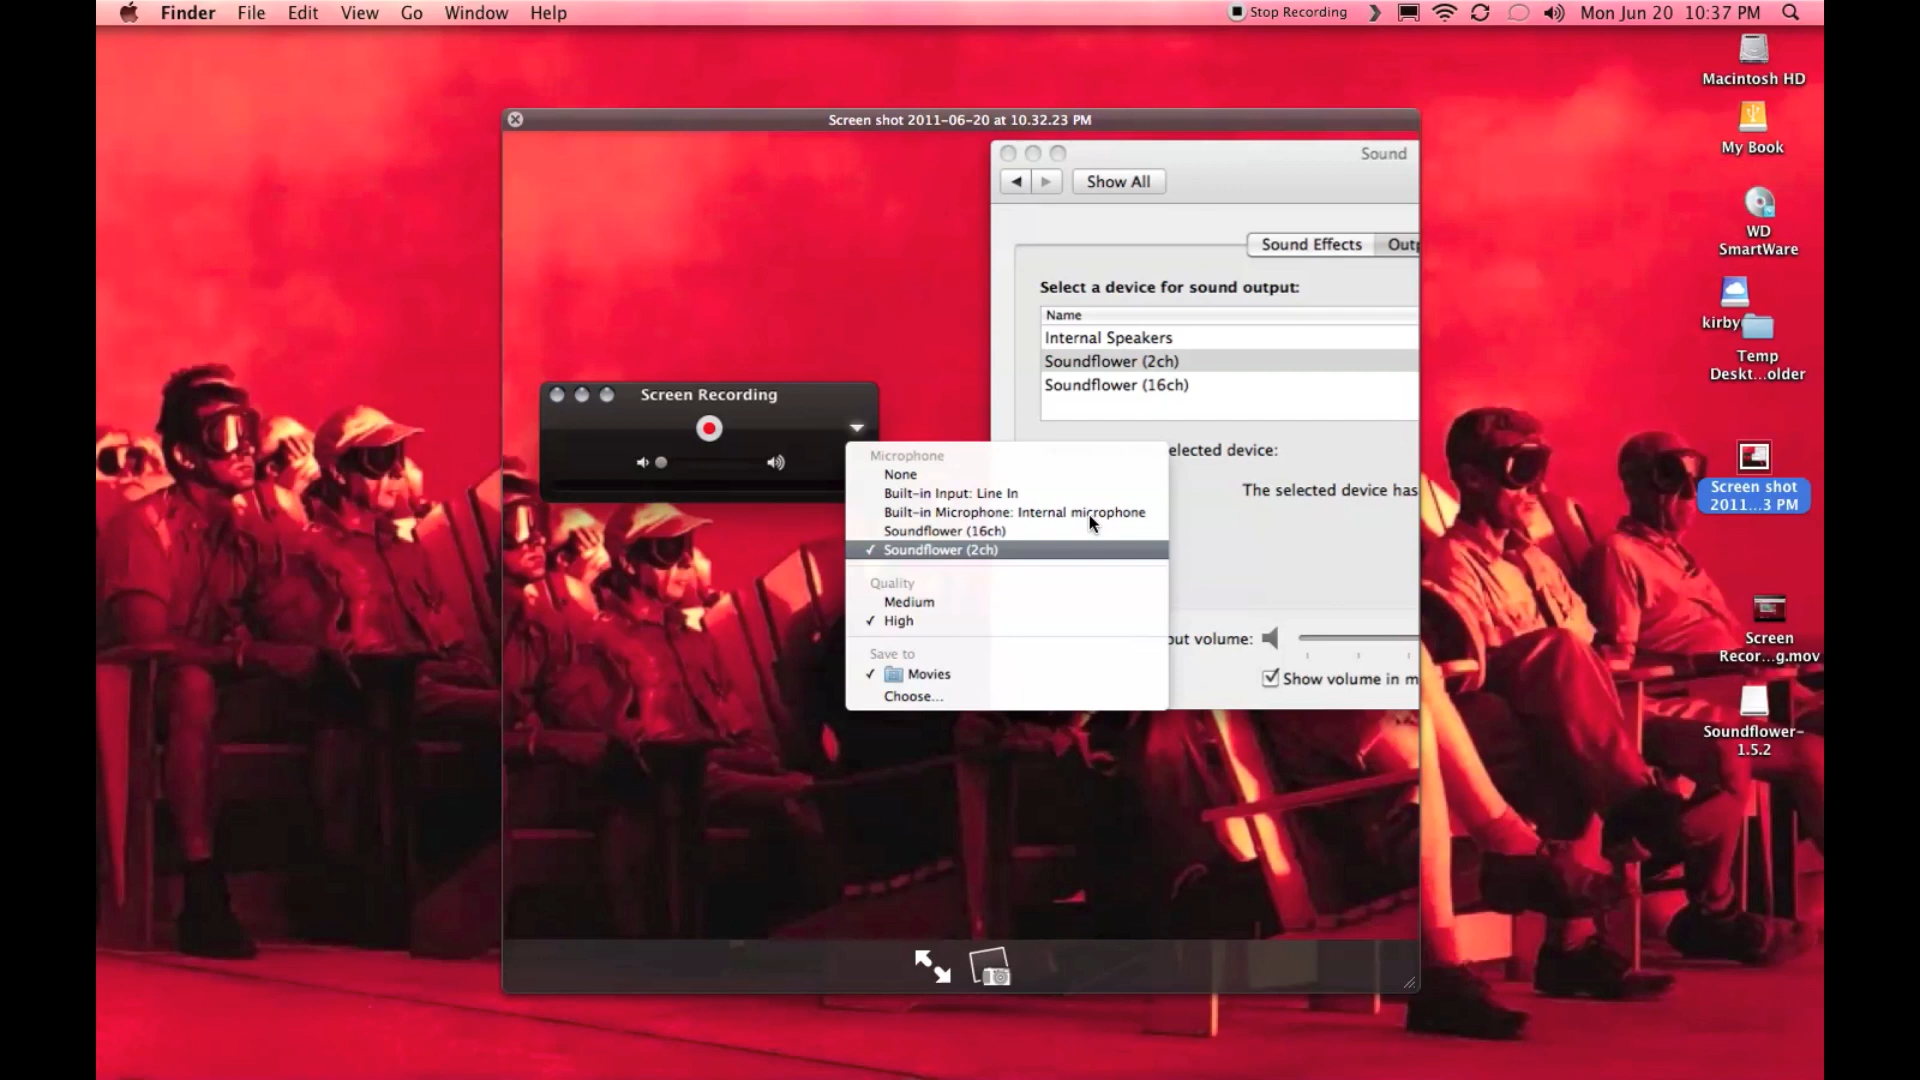 Finder File Edit View Go Window Help
Stop Recording Mon Jun 20 10:37 PM
Macintosh HD
My Book
WD
SmartWare
kirby
Temp
Deskt...older
Screen shot
2011...3 PM
Screen
Recor...g.mov
Soundflower-
1.5.2
Screen shot 2011-06-20 at 10.32.23 PM
Sound
Show All
Sound Effects Outp
Select a device for sound output:
Name
Internal Speakers
Soundflower (2ch)
Soundflower (16ch)
elected device:
The selected device has
out volume:
Show volume in m
Screen Recording
Microphone
None
Built-in Input: Line In
Built-in Microphone: Internal microphone
Soundflower (16ch)
✓ Soundflower (2ch)
Quality
Medium
✓ High
Save to
✓ Movies
Choose...